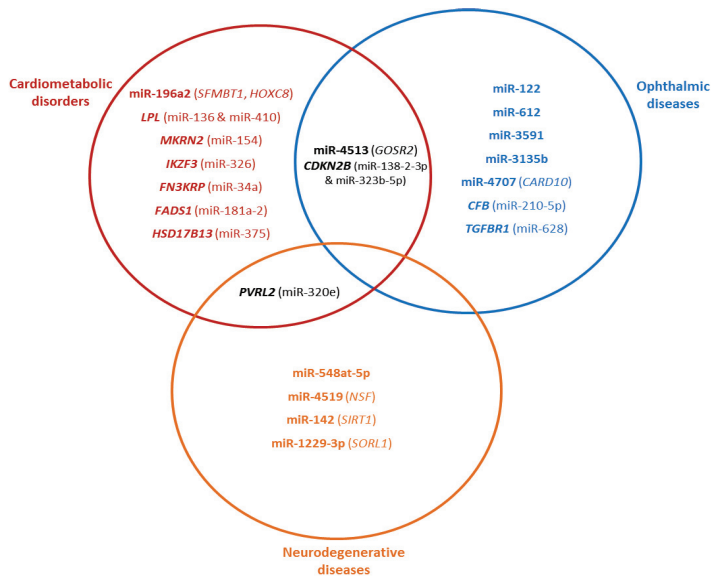 Cardiometabolic
disorders
miR-196a2 (SFMBT1, HOXC8)
LPL (miR-136 & miR-410)
MKRN2 (miR-154)
IKZF3 (miR-326)
FN3KRP (miR-34a)
FADS1 (miR-181a-2)
HSD17B13 (miR-375)
miR-4513 (GOSR2)
CDKN2B (miR-138-2-3p
& miR-323b-5p)
Ophthalmic
diseases
miR-122
miR-612
miR-3591
miR-3135b
miR-4707 (CARD10)
CFB (miR-210-5p)
TGFBR1 (miR-628)
PVRL2 (miR-320e)
miR-548at-5p
miR-4519 (NSF)
miR-142 (SIRT1)
miR-1229-3p (SORL1)
Neurodegenerative
diseases